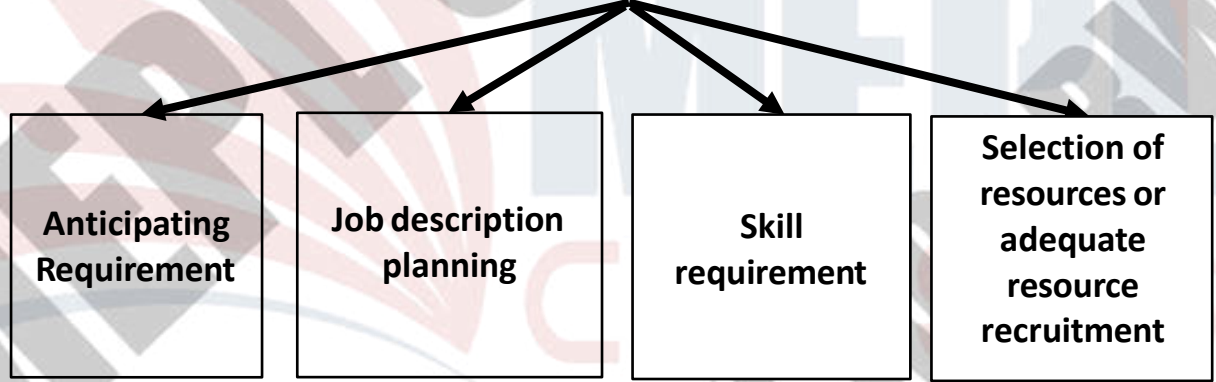 Anticipating
Requirement
Job description
planning
Skill
requirement
Selection of
resources or
adequate
resource
recruitment